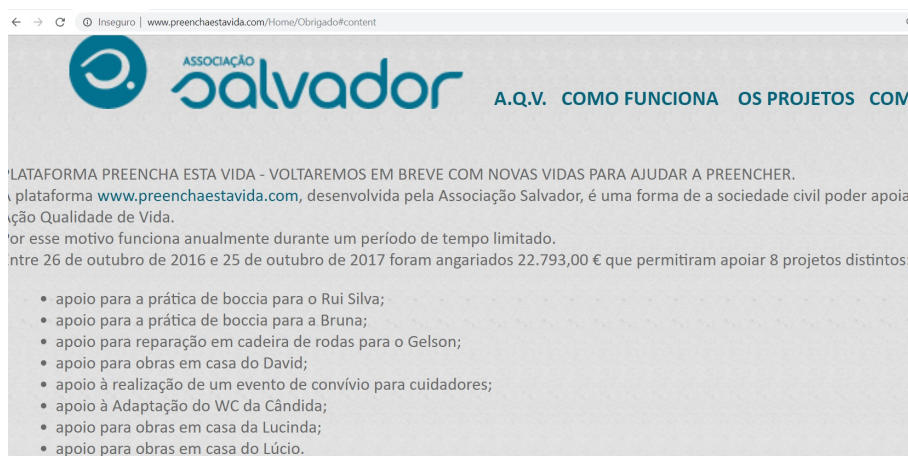 Inseguro | www.preenchaestavida.com/Home/Obrigado#content
ASSOCIAÇÃO
salvador
A.Q.V. COMO FUNCIONA OS PROJETOS COM
PLATAFORMA PREENCHA ESTA VIDA - VOLTAREMOS EM BREVE COM NOVAS VIDAS PARA AJUDAR A PREENCHER.
A plataforma www.preenchaestavida.com, desenvolvida pela Associação Salvador, é uma forma de a sociedade civil poder apoia
Ação Qualidade de Vida.
Por esse motivo funciona anualmente durante um período de tempo limitado.
Entre 26 de outubro de 2016 e 25 de outubro de 2017 foram angariados 22.793,00 € que permitiram apoiar 8 projetos distintos:
• apoio para a prática de boccia para o Rui Silva;
• apoio para a prática de boccia para a Bruna;
• apoio para reparação em cadeira de rodas para o Gelson;
• apoio para obras em casa do David;
• apoio à realização de um evento de convívio para cuidadores;
• apoio à Adaptação do WC da Cândida;
• apoio para obras em casa da Lucinda;
• apoio para obras em casa do Lúcio.